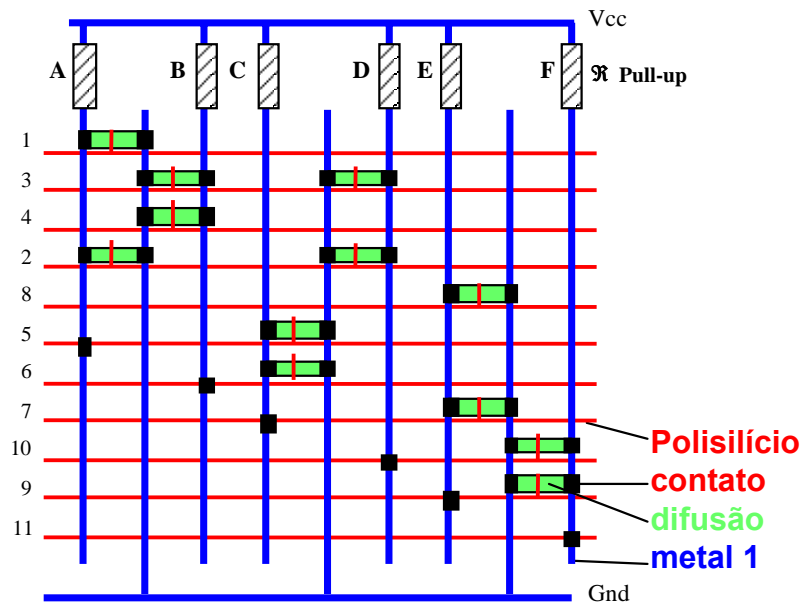 Vcc
A B C D E F ℜ Pull-up
1
3
4
2
8
5
6
7
10
9
11
Polisilício
contato
difusão
metal 1
Gnd